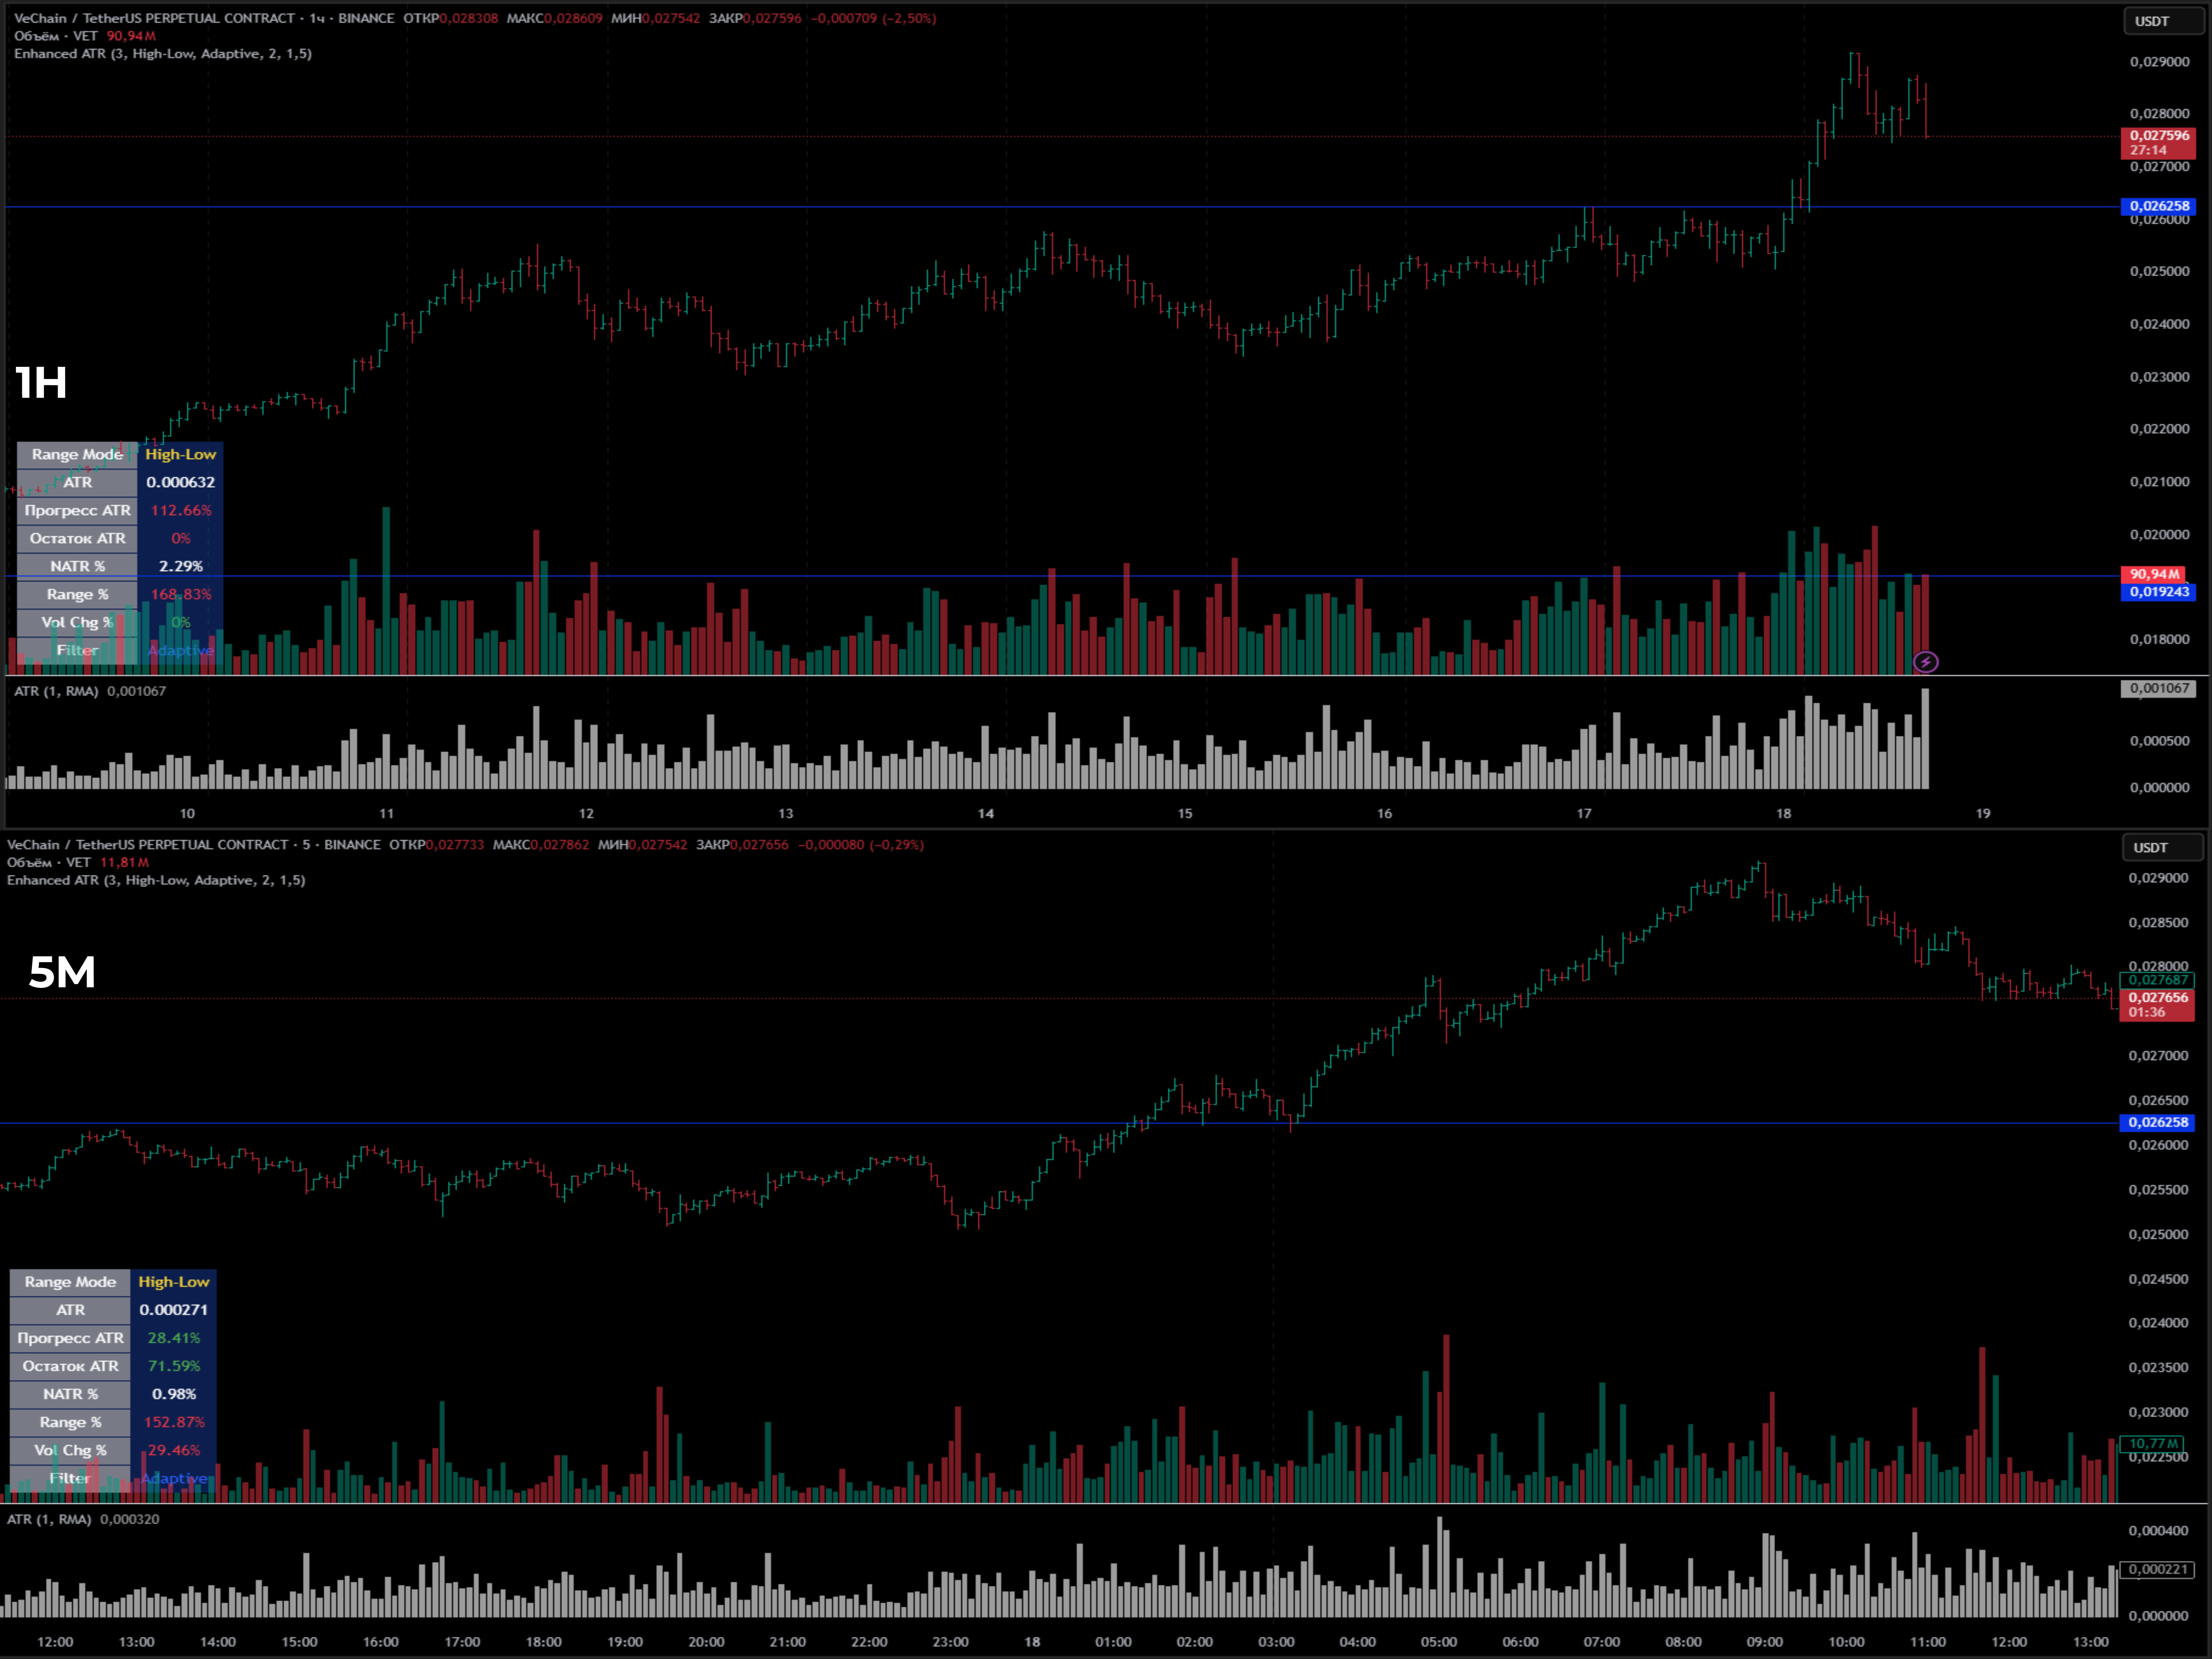 VeChain / TetherUS PERPETUAL CONTRACT · 1ч · BINANCE ОТКР0,028308 МАКС0,028609 МИН0,027542 ЗАКР0,027596 −0,000709 (−2,50%)
USDT
Объём · VET 90,94M
Enhanced ATR (3, High-Low, Adaptive, 2, 1,5)
0,029000
0,028000
0,027596
27:14
0,027000
0,026258
0,026000
0,025000
0,024000
0,023000
1H
0,022000
Range Mode High-Low
ATR 0.000632
0,021000
Прогресс ATR 112.66%
Остаток ATR 0%
0,020000
NATR % 2.29%
90,94M
Range % 168.83%
0,019243
Vol Chg % 0%
0,018000
Filter Adaptive
ATR (1, RMA) 0,001067
0,001067
0,000500
0,000000
10 11 12 13 14 15 16 17 18 19
VeChain / TetherUS PERPETUAL CONTRACT · 5 · BINANCE ОТКР0,027733 МАКС0,027862 МИН0,027542 ЗАКР0,027656 −0,000080 (−0,29%)
USDT
Объём · VET 11,81M
Enhanced ATR (3, High-Low, Adaptive, 2, 1,5)
0,029000
0,028500
5M
0,028000
0,027687
0,027656
01:36
0,027000
0,026500
0,026258
0,026000
0,025500
0,025000
0,024500
Range Mode High-Low
ATR 0.000271
0,024000
Прогресс ATR 28.41%
Остаток ATR 71.59%
0,023500
NATR % 0.98%
0,023000
Range % 152.87%
10,77M
Vol Chg % 29.46%
0,022500
Filter Adaptive
ATR (1, RMA) 0,000320
0,000400
0,000221
0,000000
12:00 13:00 14:00 15:00 16:00 17:00 18:00 19:00 20:00 21:00 22:00 23:00 18 01:00 02:00 03:00 04:00 05:00 06:00 07:00 08:00 09:00 10:00 11:00 12:00 13:00